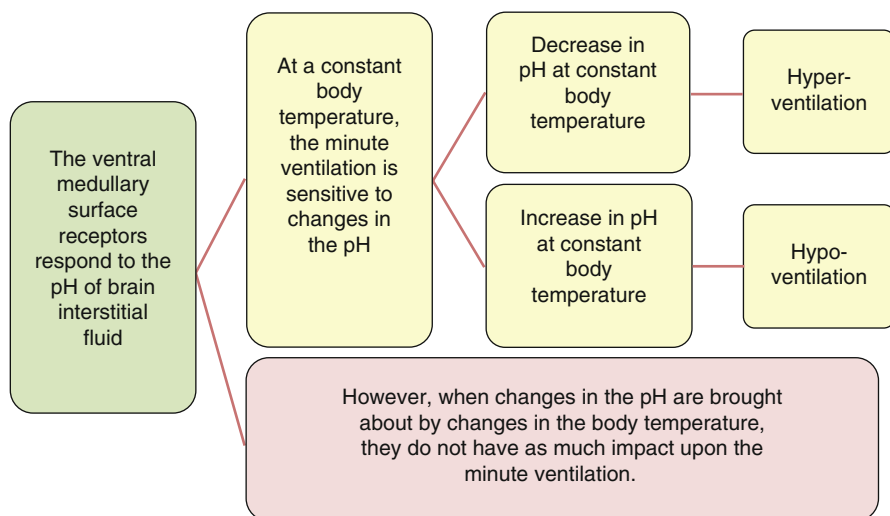 The ventral
medullary
surface
receptors
respond to the
pH of brain
interstitial
fluid
At a constant
body
temperature,
the minute
ventilation is
sensitive to
changes in
the pH
Decrease in
pH at constant
body
temperature
Hyper-
ventilation
Increase in pH
at constant
body
temperature
Hypo-
ventilation
However, when changes in the pH are brought
about by changes in the body temperature,
they do not have as much impact upon the
minute ventilation.